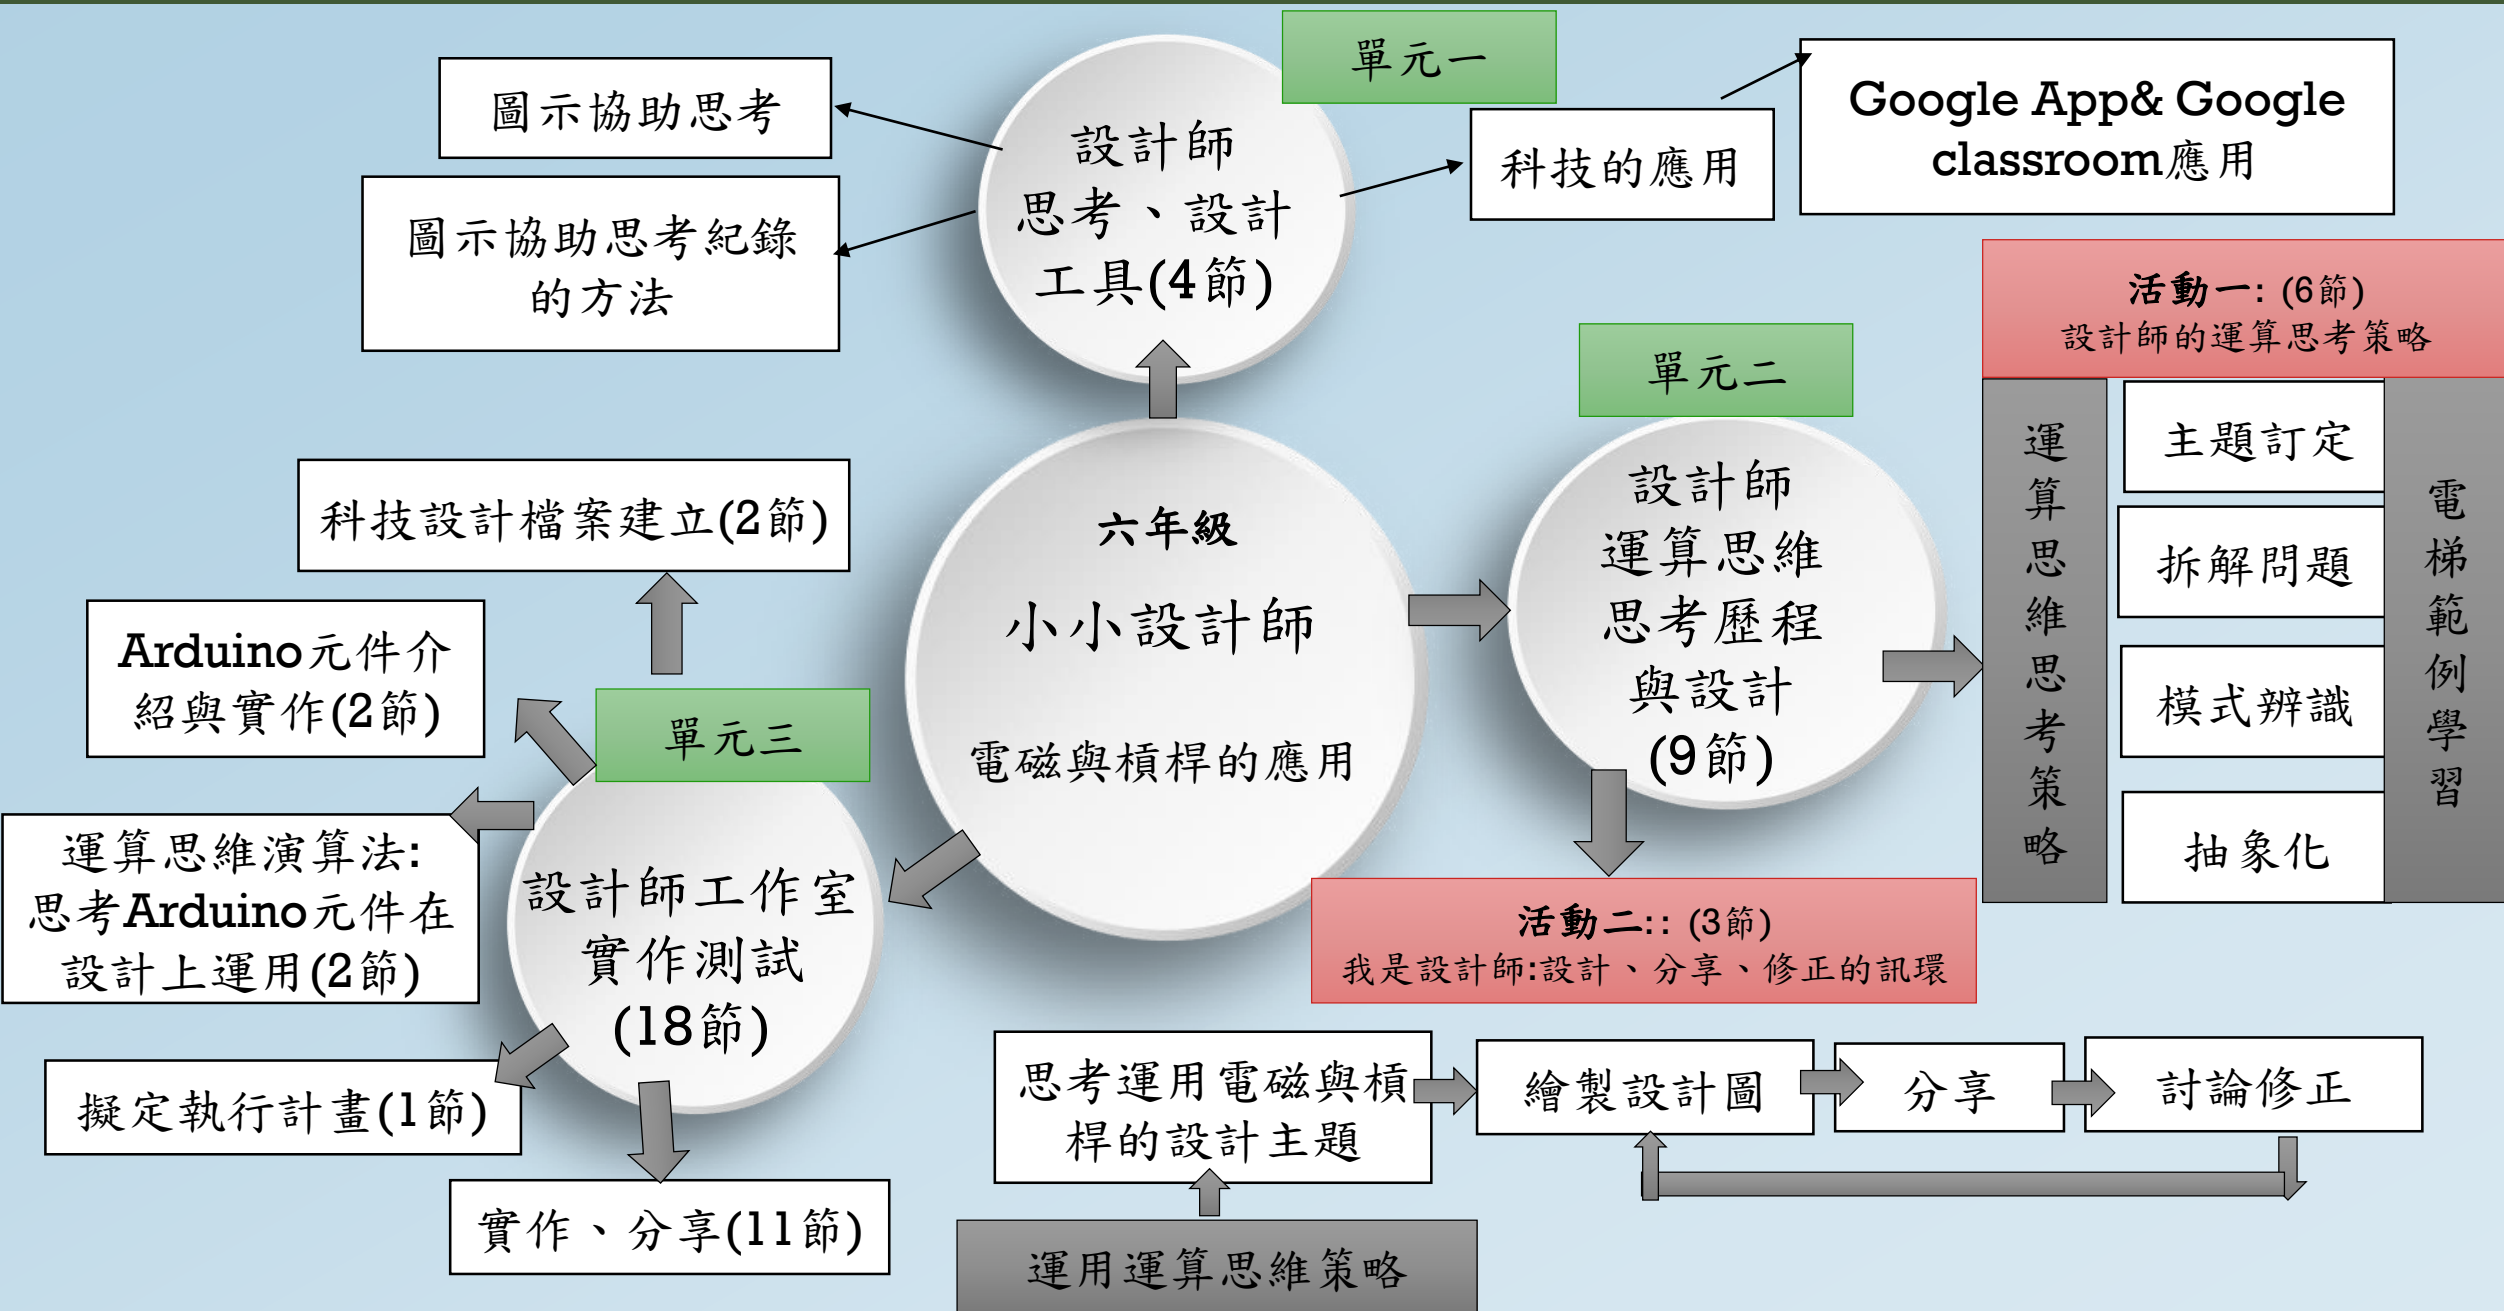 單元一
設計師
思考、設計
工具(4節)
圖示協助思考
圖示協助思考紀錄
的方法
科技的應用
Google App& Google
classroom應用
六年級
小小設計師
電磁與槓桿的應用
單元二
設計師
運算思維
思考歷程
與設計
(9節)
活動一: (6節)
設計師的運算思考策略
運算思維思考策略
主題訂定
拆解問題
模式辨識
抽象化
電梯範例學習
活動二:: (3節)
我是設計師:設計、分享、修正的訊環
思考運用電磁與槓
桿的設計主題
繪製設計圖
分享
討論修正
運用運算思維策略
單元三
設計師工作室
實作測試
(18節)
科技設計檔案建立(2節)
Arduino元件介
紹與實作(2節)
運算思維演算法:
思考Arduino元件在
設計上運用(2節)
擬定執行計畫(1節)
實作、分享(11節)